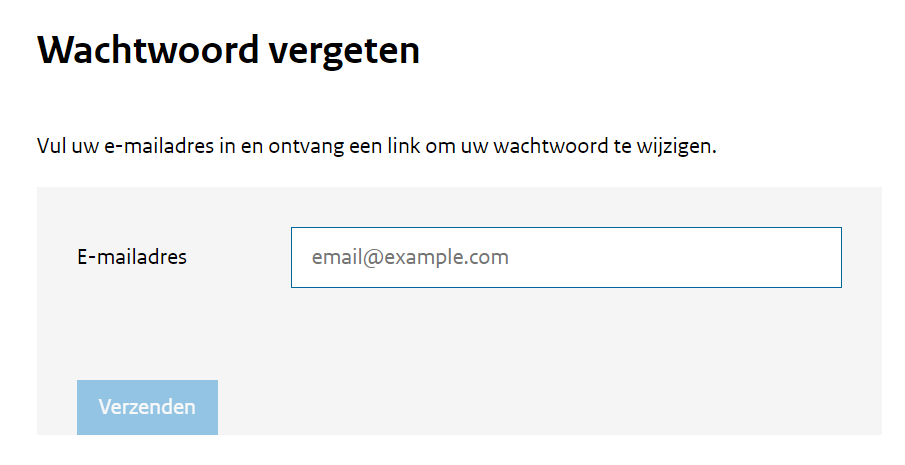 Wachtwoord vergeten
Vul uw e-mailadres in en ontvang een link om uw wachtwoord te wijzigen.
E-mailadres
email@example.com
Verzenden